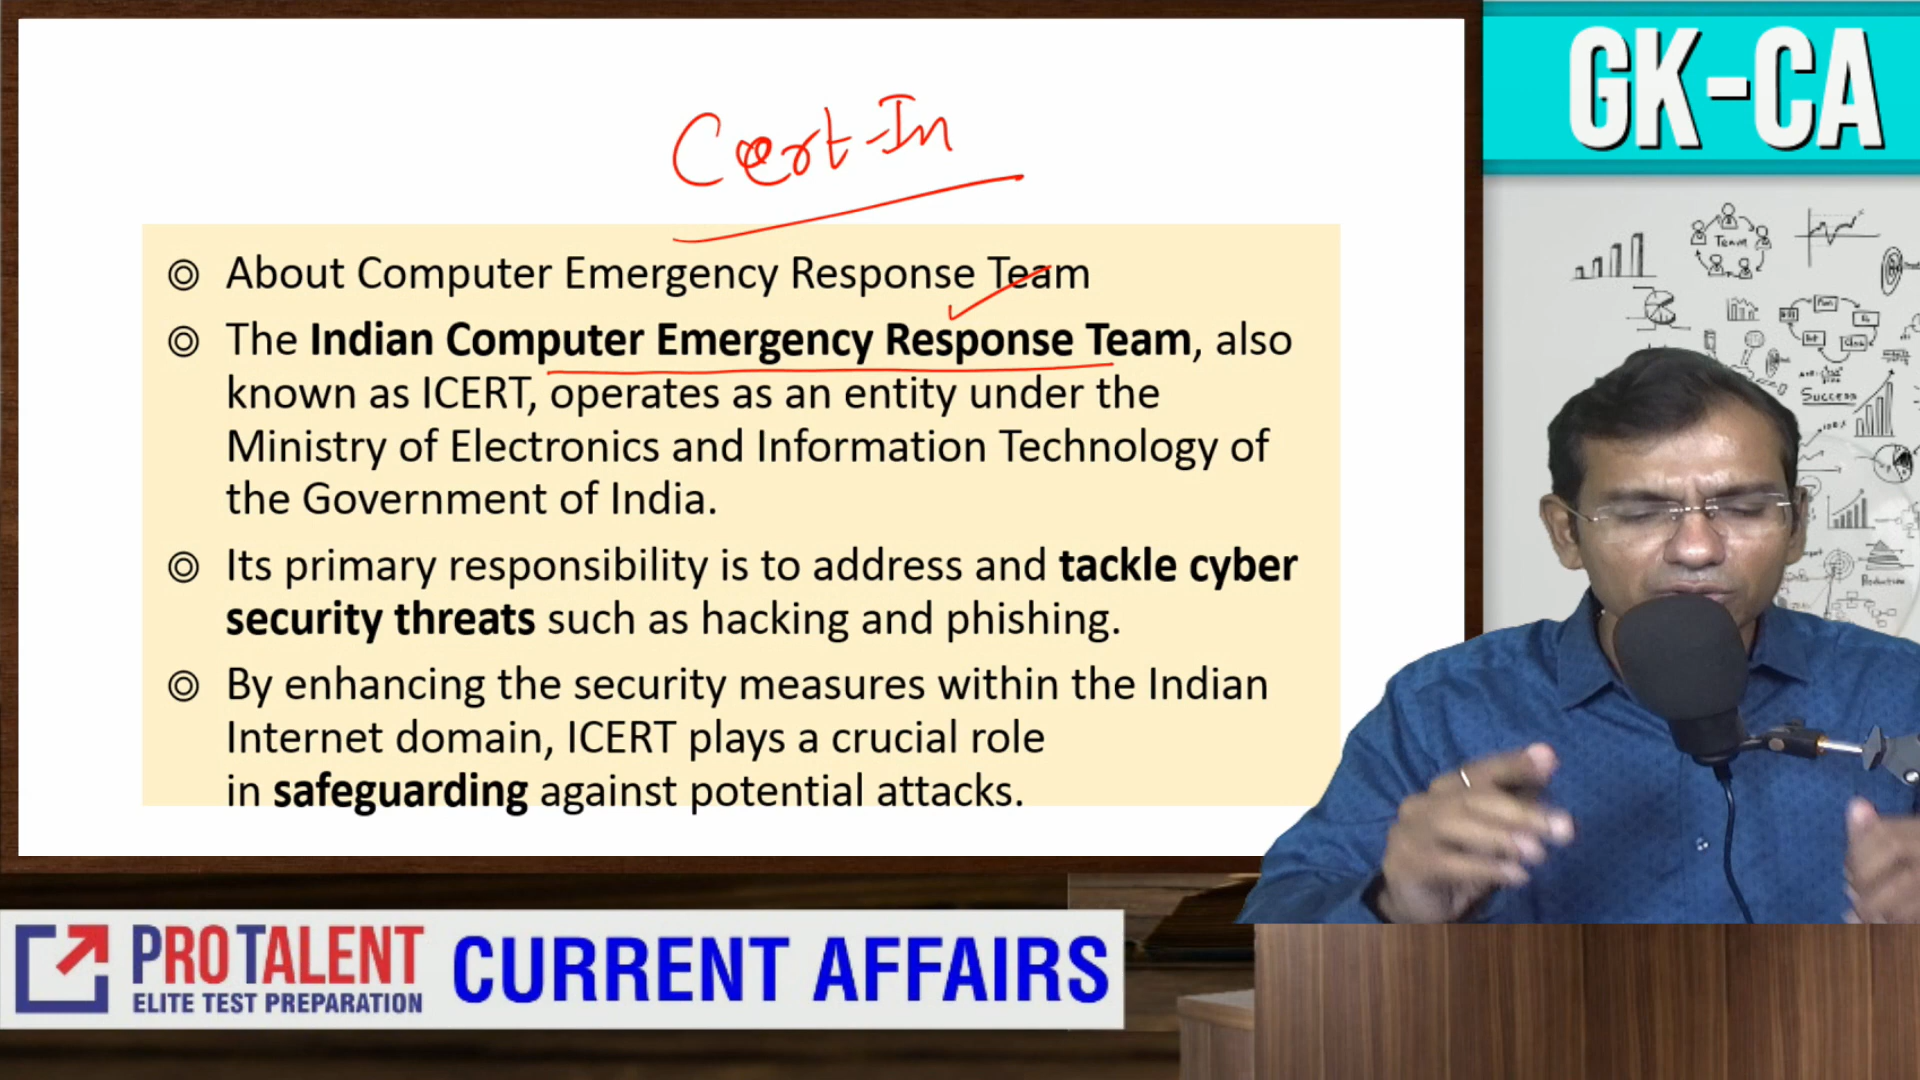 GK-CA
Cert-In
◎ About Computer Emergency Response Team
◎ The Indian Computer Emergency Response Team, also
known as ICERT, operates as an entity under the
Ministry of Electronics and Information Technology of
the Government of India.
◎ Its primary responsibility is to address and tackle cyber
security threats such as hacking and phishing.
◎ By enhancing the security measures within the Indian
Internet domain, ICERT plays a crucial role
in safeguarding against potential attacks.
Team
Success
Production
PROTALENT
ELITE TEST PREPARATION
CURRENT AFFAIRS